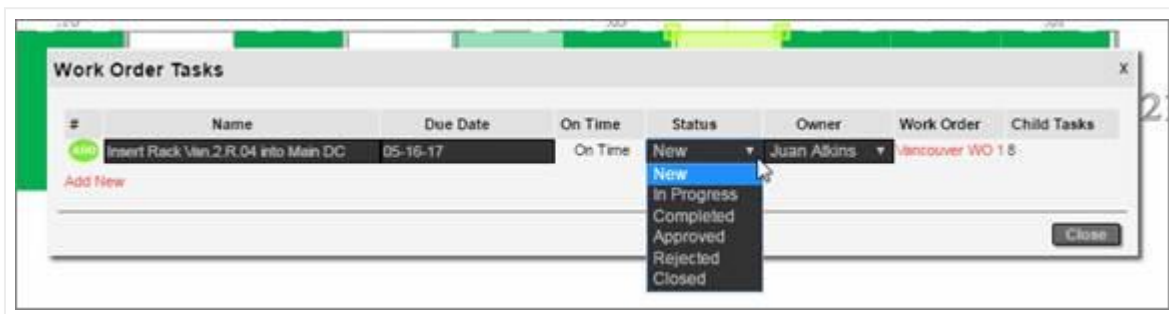 Work Order Tasks X
# Name Due Date On Time Status Owner Work Order Child Tasks
Insert Rack Van.2.R.04 into Main DC 05-16-17 On Time New Juan Atkins Vancouver WO 1 8
Add New
New
In Progress
Completed
Approved
Rejected
Closed
Close